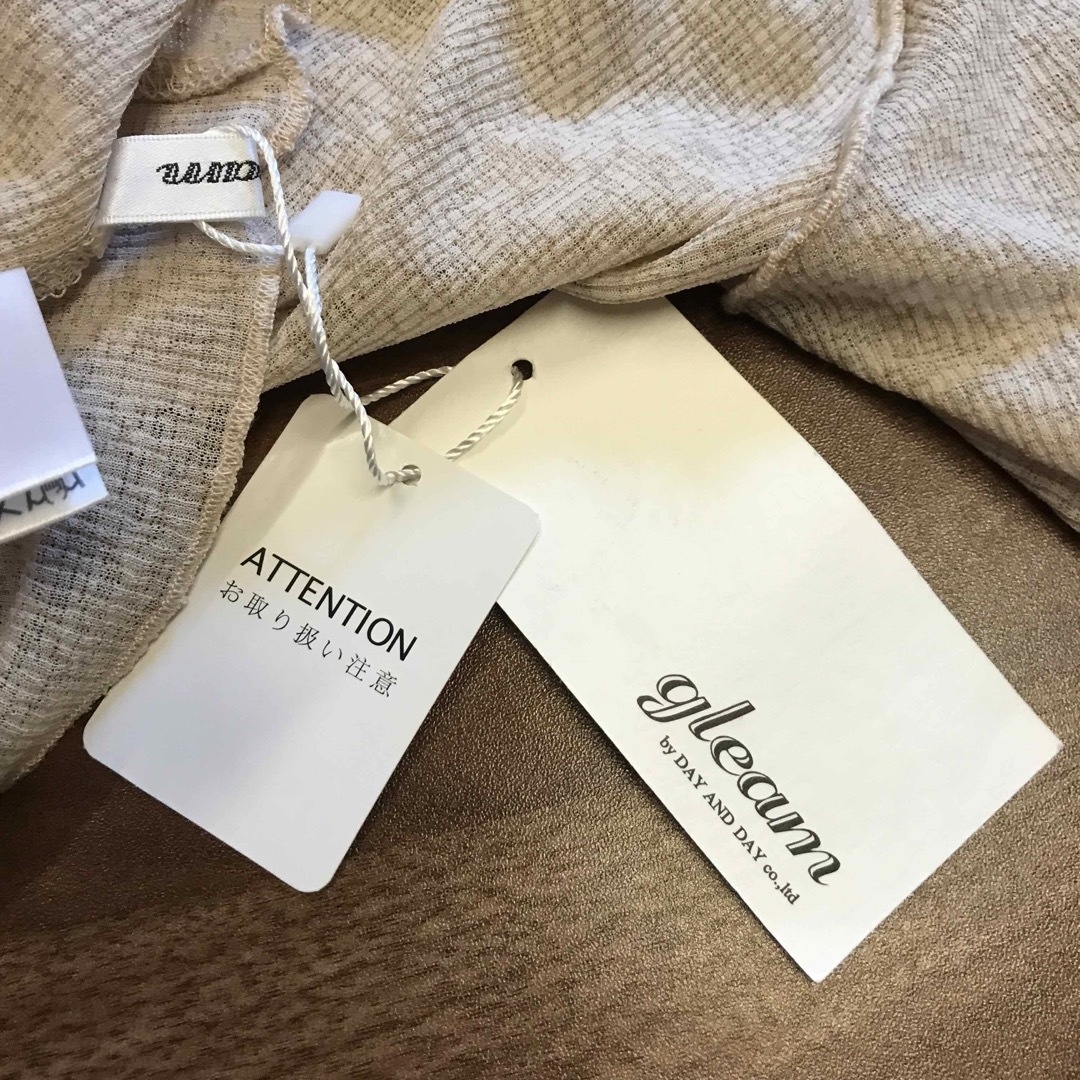 ATTENTION
お取り扱い注意
gleam
by DAY AND DAY co.,ltd